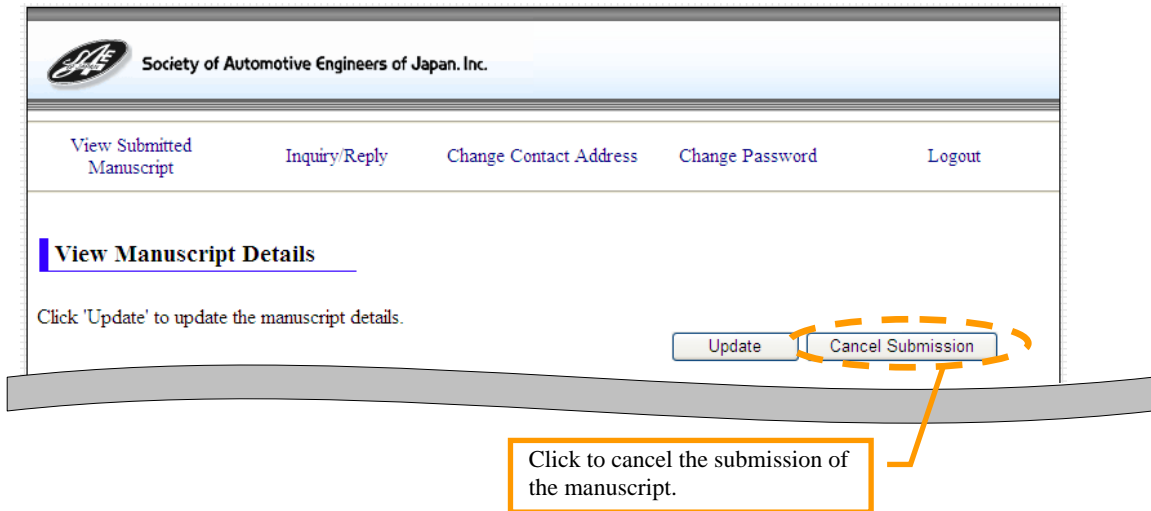 SAE
Society of Automotive Engineers of Japan. Inc.
View Submitted
Manuscript
Inquiry/Reply
Change Contact Address
Change Password
Logout
View Manuscript Details
Click 'Update' to update the manuscript details.
Update
Cancel Submission
Click to cancel the submission of
the manuscript.